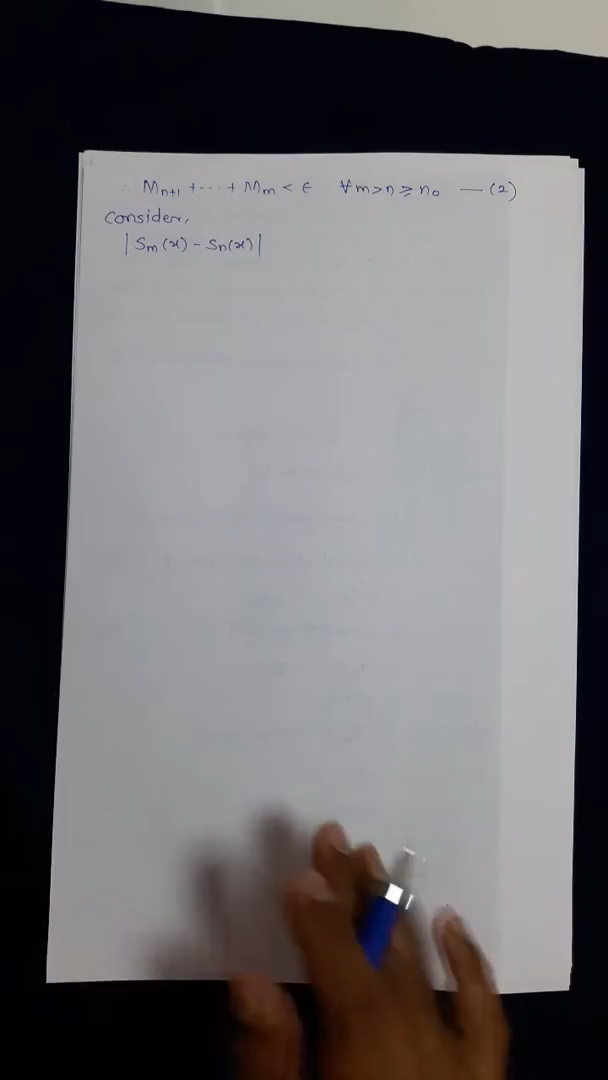 ∴ Mn+1 + --- + Mm < ϵ ∀m>n⩾n₀ — (2)
consider,
|Sm(x) - Sn(x)|